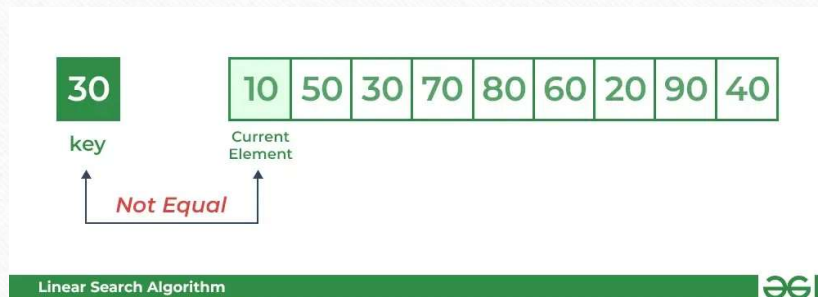 30
10 50 30 70 80 60 20 90 40
key
Current
Element
Not Equal
Linear Search Algorithm